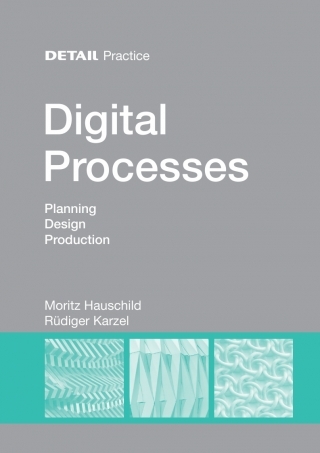 DETAIL Practice
Digital
Processes
Planning
Design
Production
Moritz Hauschild
Rüdiger Karzel